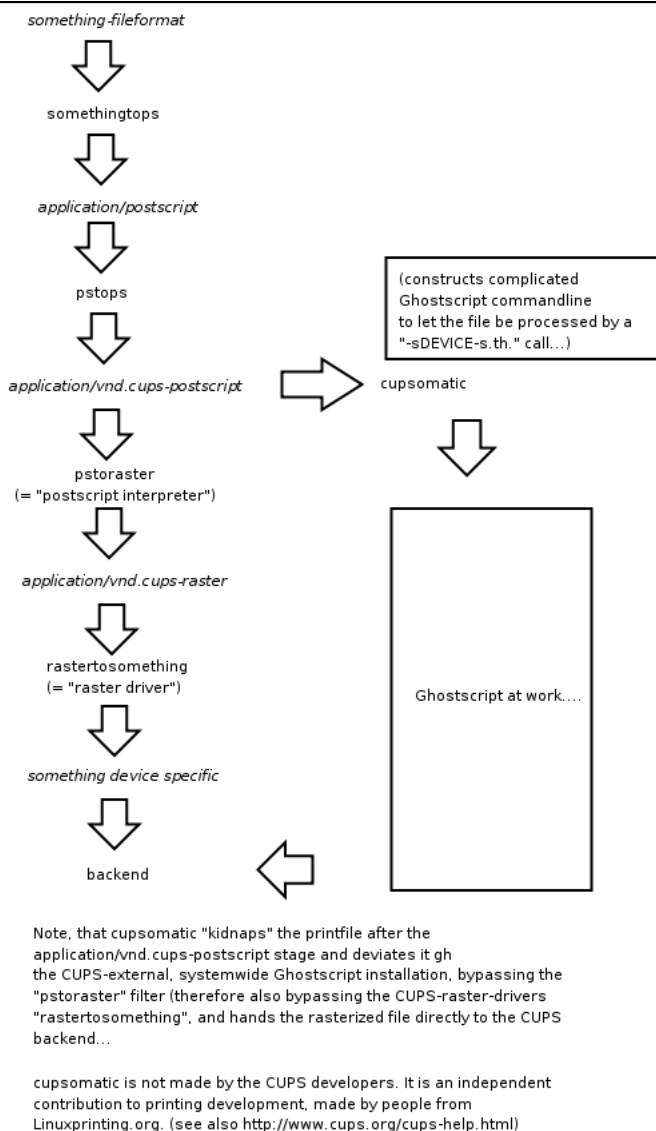 something-fileformat
somethingtops
application/postscript
pstops
application/vnd.cups-postscript
(constructs complicated
Ghostscript commandline
to let the file be processed by a
"-sDEVICE-s.th." call...)
cupsomatic
pstoraster
(= "postscript interpreter")
application/vnd.cups-raster
rastertosomething
(= "raster driver")
something device specific
backend
Ghostscript at work....
Note, that cupsomatic "kidnaps" the printfile after the
application/vnd.cups-postscript stage and deviates it gh
the CUPS-external, systemwide Ghostscript installation, bypassing the
"pstoraster" filter (therefore also bypassing the CUPS-raster-drivers
"rastertosomething", and hands the rasterized file directly to the CUPS
backend...
cupsomatic is not made by the CUPS developers. It is an independent
contribution to printing development, made by people from
Linuxprinting.org. (see also http://www.cups.org/cups-help.html)